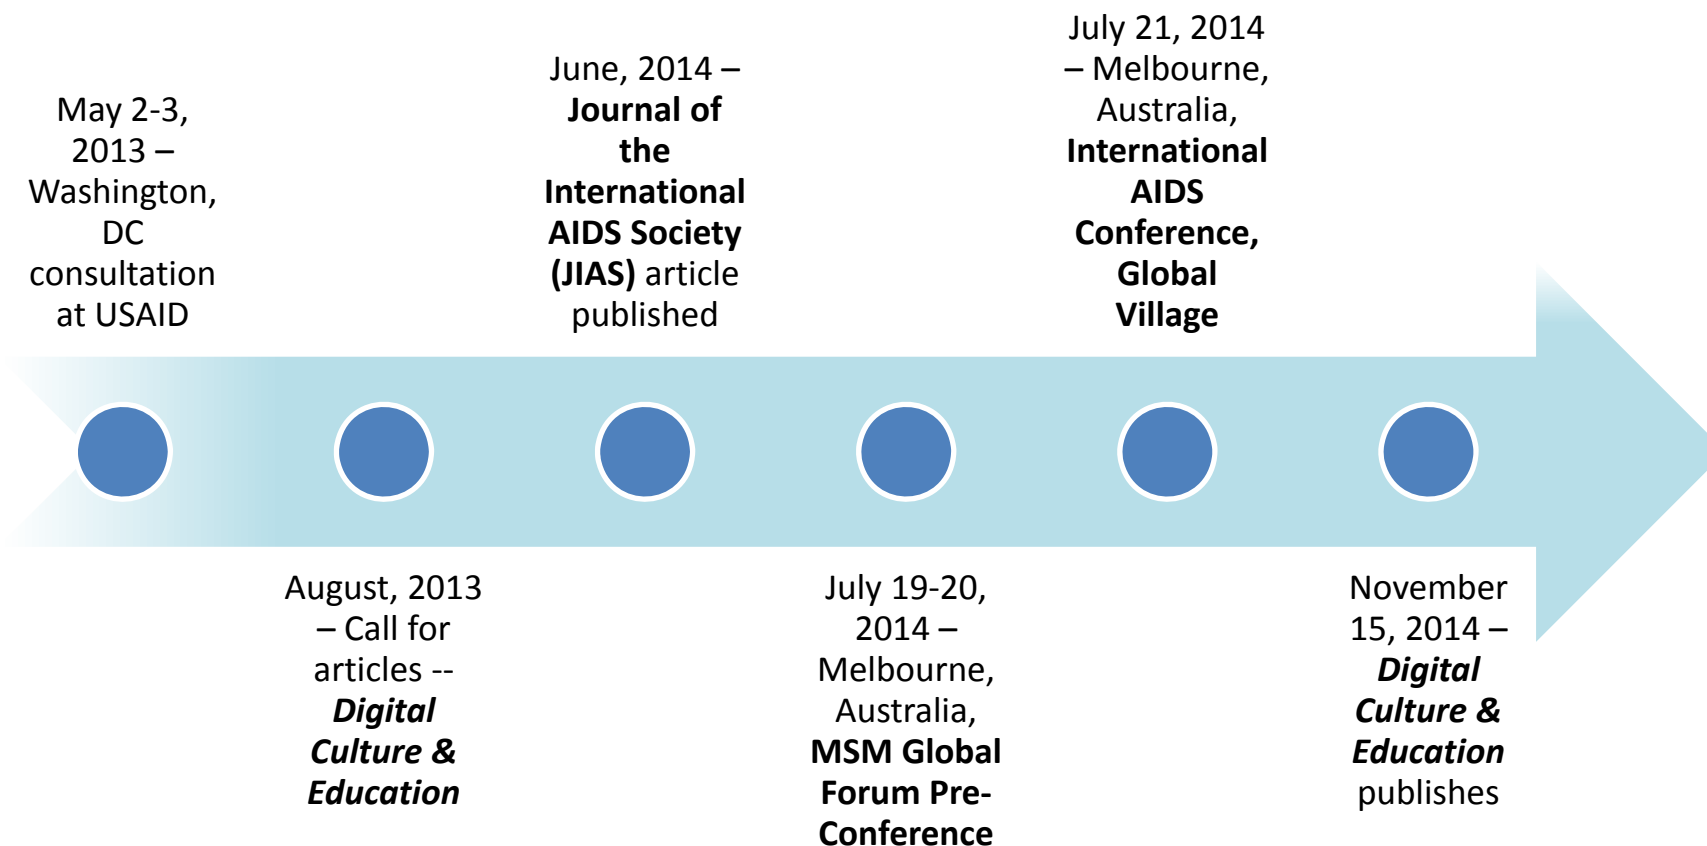 May 2-3,
2013 –
Washington,
DC
consultation
at USAID
August, 2013
– Call for
articles --
Digital
Culture &
Education
June, 2014 –
Journal of
the
International
AIDS Society
(JIAS) article
published
July 19-20,
2014 –
Melbourne,
Australia,
MSM Global
Forum Pre-
Conference
July 21, 2014
– Melbourne,
Australia,
International
AIDS
Conference,
Global
Village
November
15, 2014 –
Digital
Culture &
Education
publishes